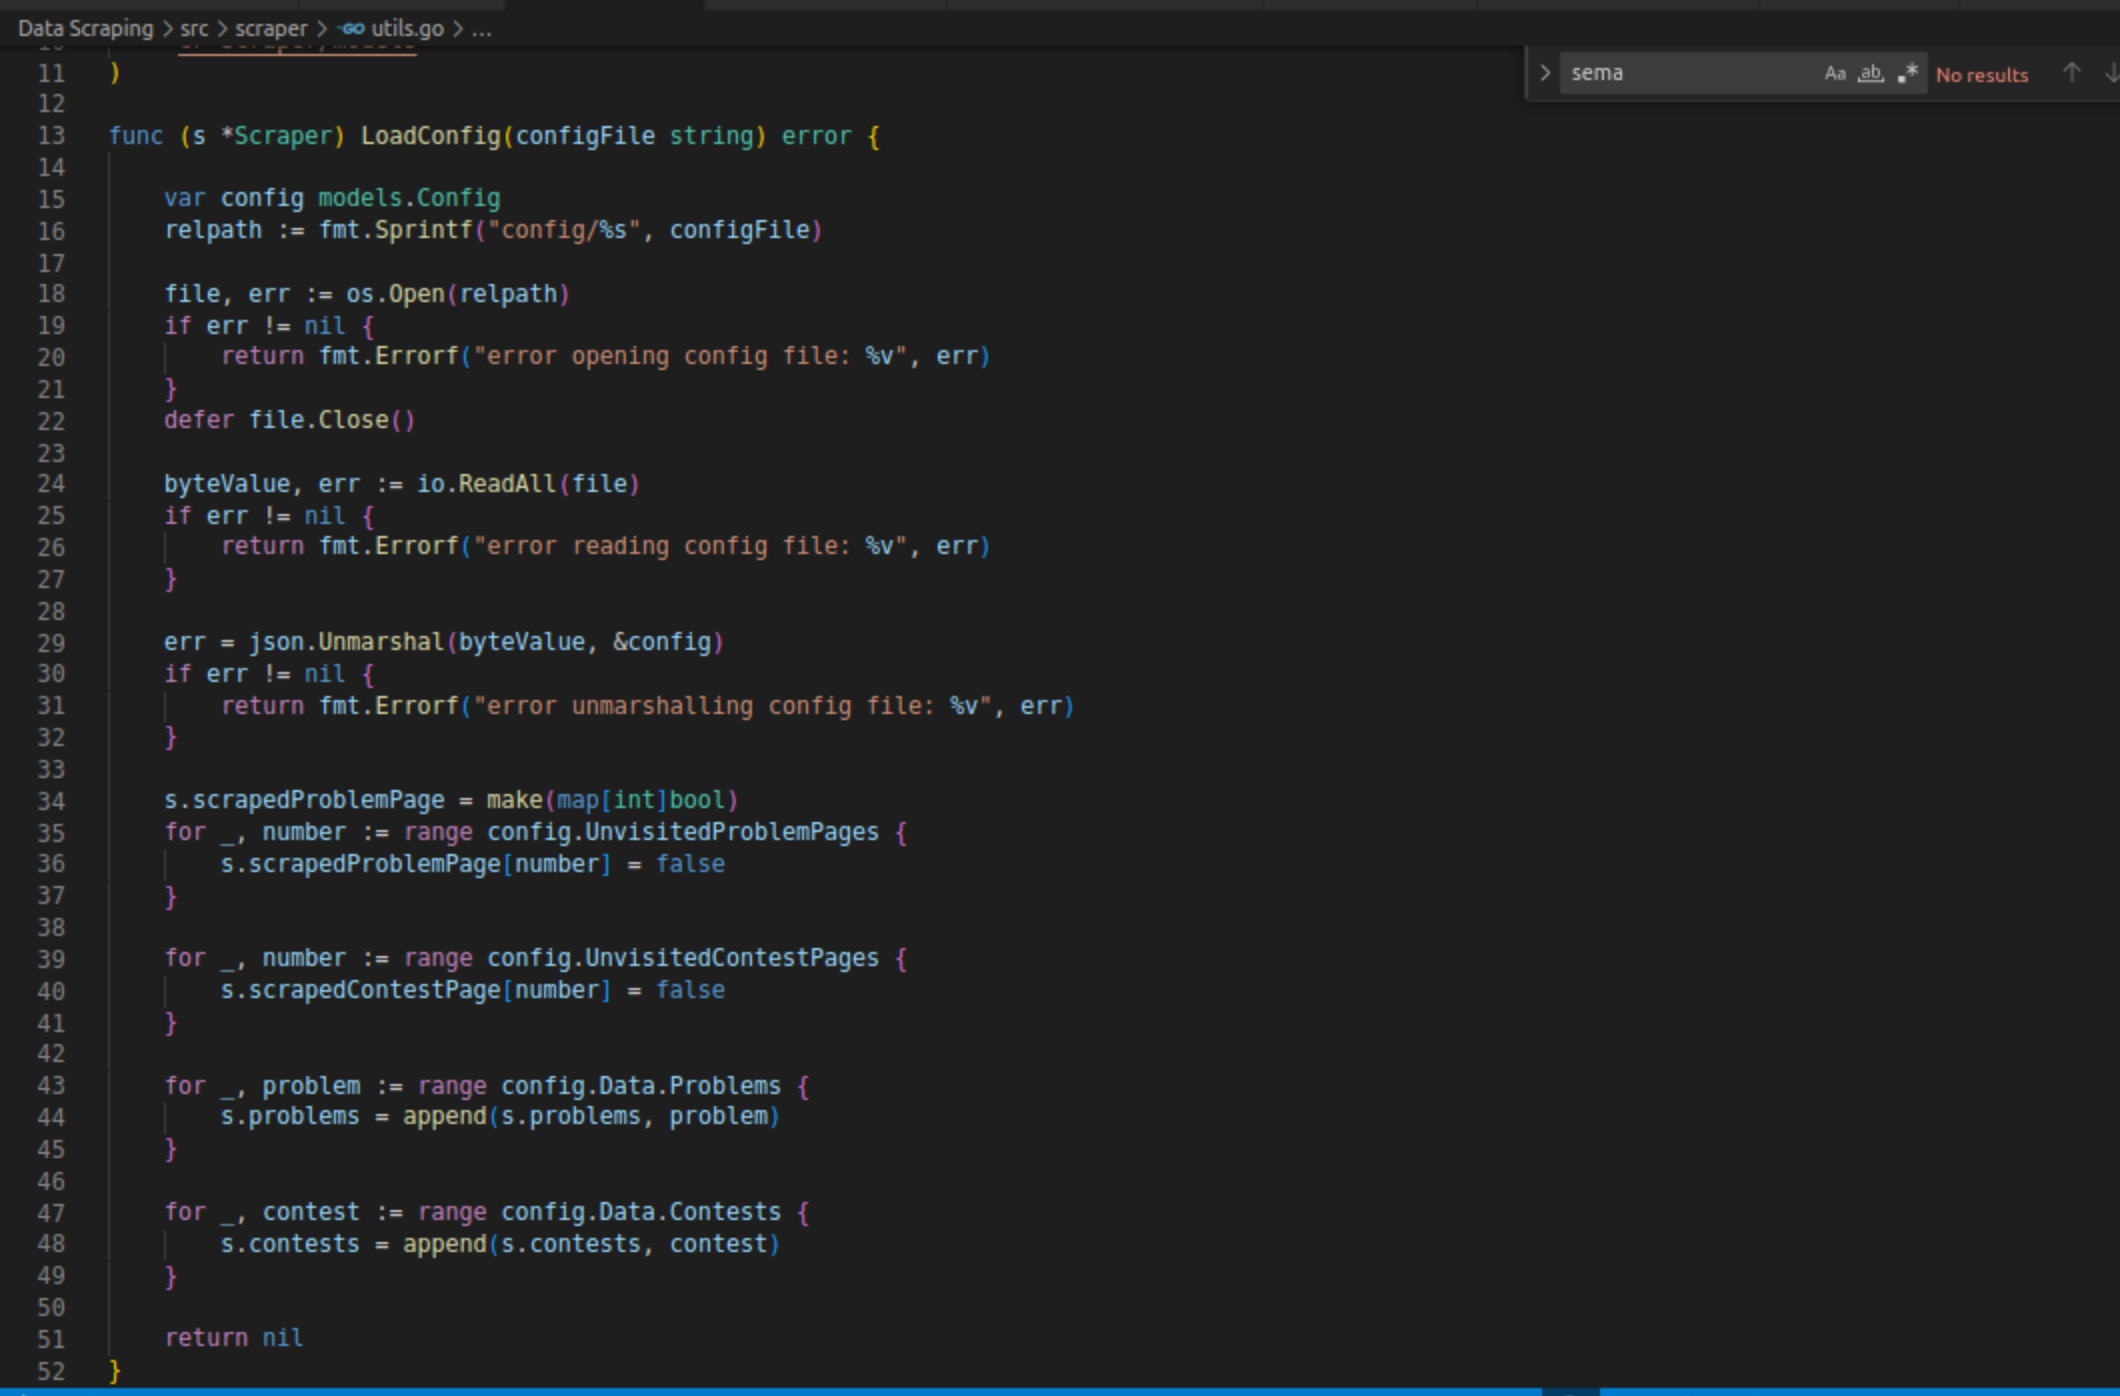 Data Scraping > src > scraper > utils.go > ...
sema Aa ab .* No results
11 )
12
13 func (s *Scraper) LoadConfig(configFile string) error {
14
15 var config models.Config
16 relpath := fmt.Sprintf("config/%s", configFile)
17
18 file, err := os.Open(relpath)
19 if err != nil {
20 return fmt.Errorf("error opening config file: %v", err)
21 }
22 defer file.Close()
23
24 byteValue, err := io.ReadAll(file)
25 if err != nil {
26 return fmt.Errorf("error reading config file: %v", err)
27 }
28
29 err = json.Unmarshal(byteValue, &config)
30 if err != nil {
31 return fmt.Errorf("error unmarshalling config file: %v", err)
32 }
33
34 s.scrapedProblemPage = make(map[int]bool)
35 for _, number := range config.UnvisitedProblemPages {
36 s.scrapedProblemPage[number] = false
37 }
38
39 for _, number := range config.UnvisitedContestPages {
40 s.scrapedContestPage[number] = false
41 }
42
43 for _, problem := range config.Data.Problems {
44 s.problems = append(s.problems, problem)
45 }
46
47 for _, contest := range config.Data.Contests {
48 s.contests = append(s.contests, contest)
49 }
50
51 return nil
52 }